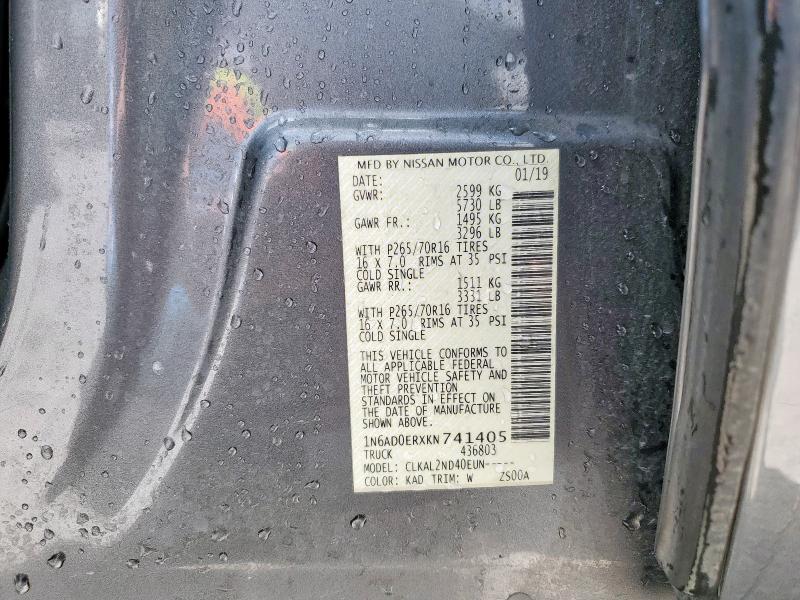 MFD BY NISSAN MOTOR CO., LTD.
DATE: 01/19
GVWR: 2599 KG
5730 LB
GAWR FR.: 1495 KG
3296 LB
WITH P265/70R16 TIRES
16 X 7.0 RIMS AT 35 PSI
COLD SINGLE
GAWR RR.: 1511 KG
3331 LB
WITH P265/70R16 TIRES
16 X 7.0 RIMS AT 35 PSI
COLD SINGLE
THIS VEHICLE CONFORMS TO
ALL APPLICABLE FEDERAL
MOTOR VEHICLE SAFETY AND
THEFT PREVENTION
STANDARDS IN EFFECT ON
THE DATE OF MANUFACTURE
SHOWN ABOVE.
1N6AD0ERXKN741405
TRUCK 436803
MODEL: CLKAL2ND40EUN-----
COLOR: KAD TRIM: W ZS00A